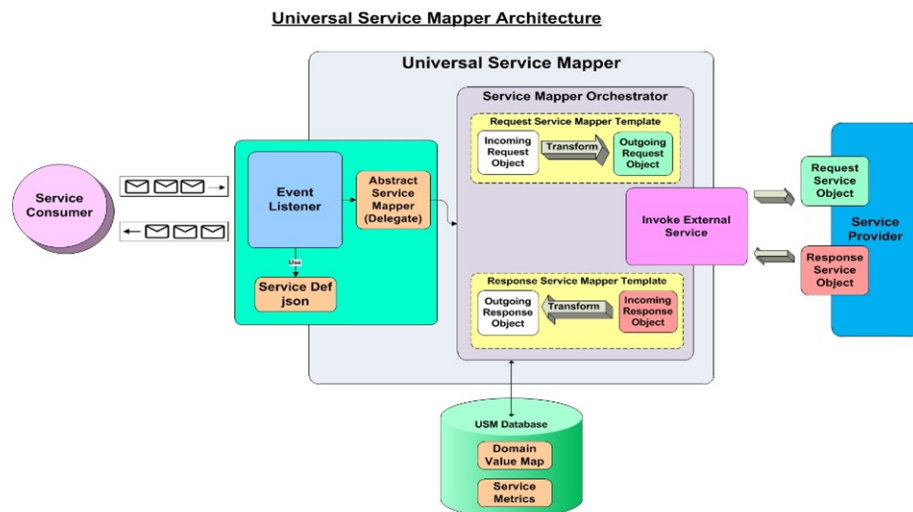 Universal Service Mapper Architecture
Universal Service Mapper
Service Mapper Orchestrator
Request Service Mapper Template
Incoming
Request
Object
Transform
Outgoing
Request
Object
Service
Consumer
Event
Listener
Abstract
Service
Mapper
(Delegate)
Use
Service Def
json
Invoke External
Service
Request
Service
Object
Service
Provider
Response
Service
Object
Response Service Mapper Template
Outgoing
Response
Object
Transform
Incoming
Response
Object
USM Database
Domain
Value Map
Service
Metrics